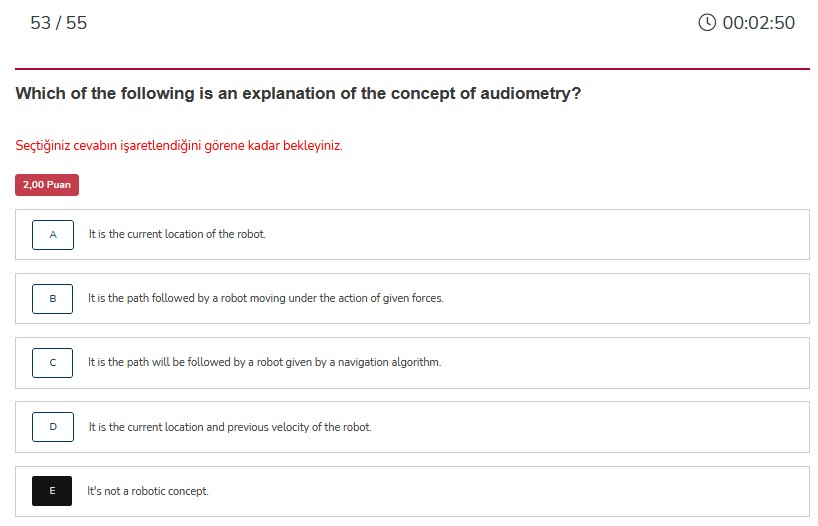 53 / 55
00:02:50
Which of the following is an explanation of the concept of audiometry?
Seçtiğiniz cevabın işaretlendiğini görene kadar bekleyiniz.
2,00 Puan
A It is the current location of the robot.
B It is the path followed by a robot moving under the action of given forces.
C It is the path will be followed by a robot given by a navigation algorithm.
D It is the current location and previous velocity of the robot.
E It's not a robotic concept.